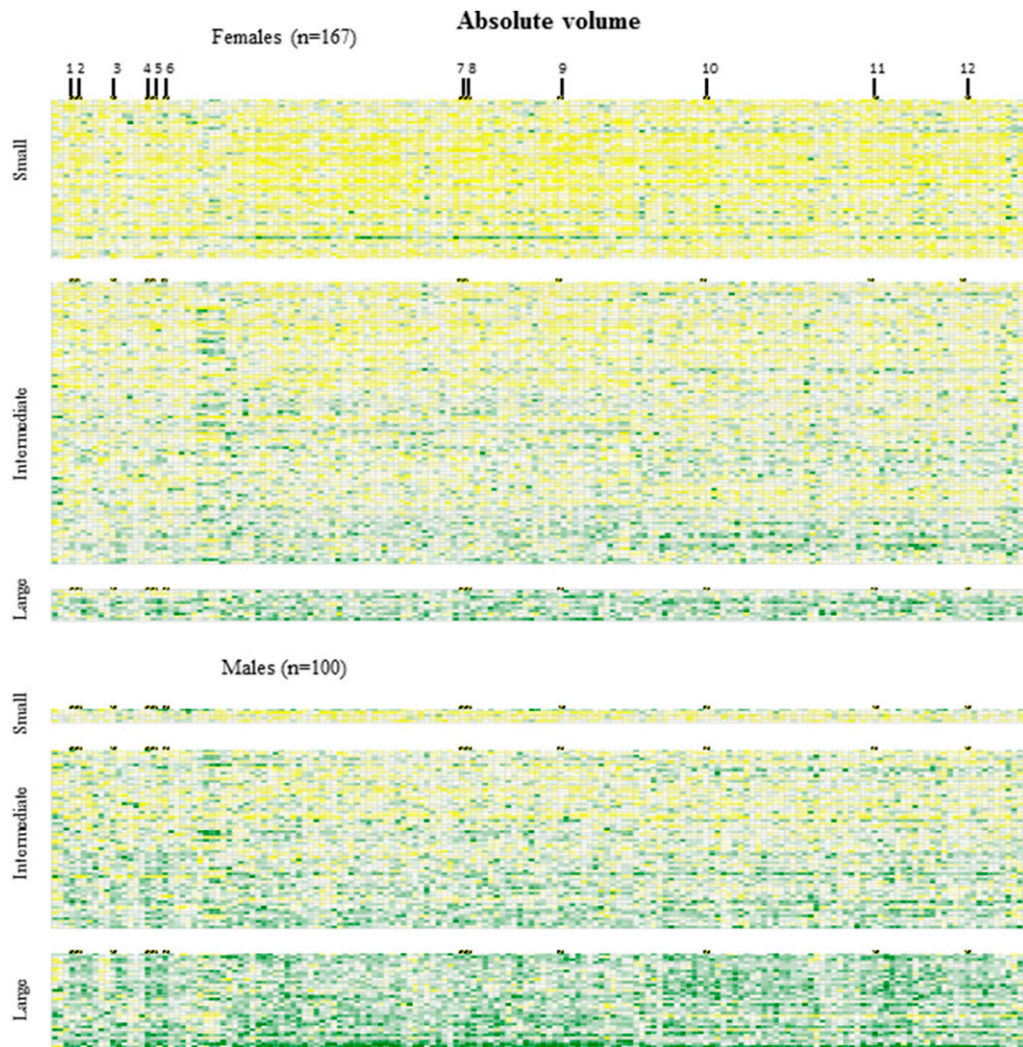 Absolute volume
Females (n=167)
1 2 3 4 5 6 7 8 9 10 11 12
Small
Intermediate
Large
Males (n=100)
Small
Intermediate
Large